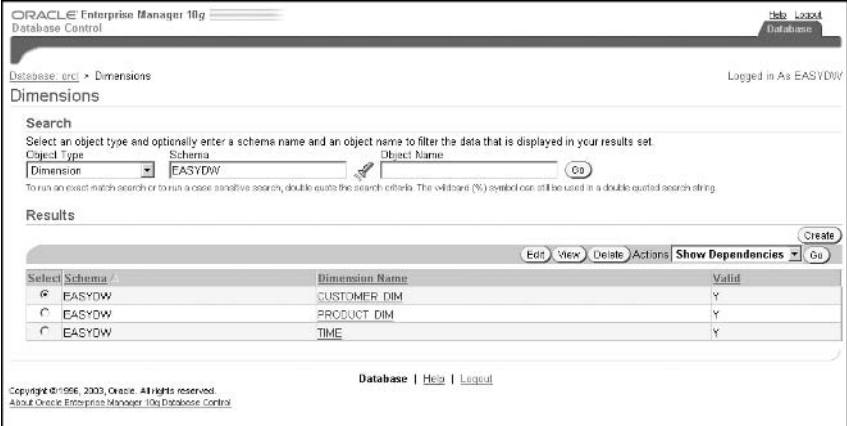 ORACLE Enterprise Manager 10g
Database Control
Help Logout
Database
Database: orcl > Dimensions
Logged in As EASYDW
Dimensions
Search
Select an object type and optionally enter a schema name and an object name to filter the data that is displayed in your results set.
Object Type Schema Object Name
Dimension EASYDW Go
To run an exact match search or to run a case sensitive search, double quote the search criteria. The wildcard (%) symbol can still be used in a double quoted search string.
Results
Create
Edit View Delete Actions Show Dependencies Go
Select Schema Dimension Name Valid
EASYDW CUSTOMER_DIM Y
EASYDW PRODUCT_DIM Y
EASYDW TIME Y
Database | Help | Logout
Copyright © 1996, 2003, Oracle. All rights reserved.
About Oracle Enterprise Manager 10g Database Control